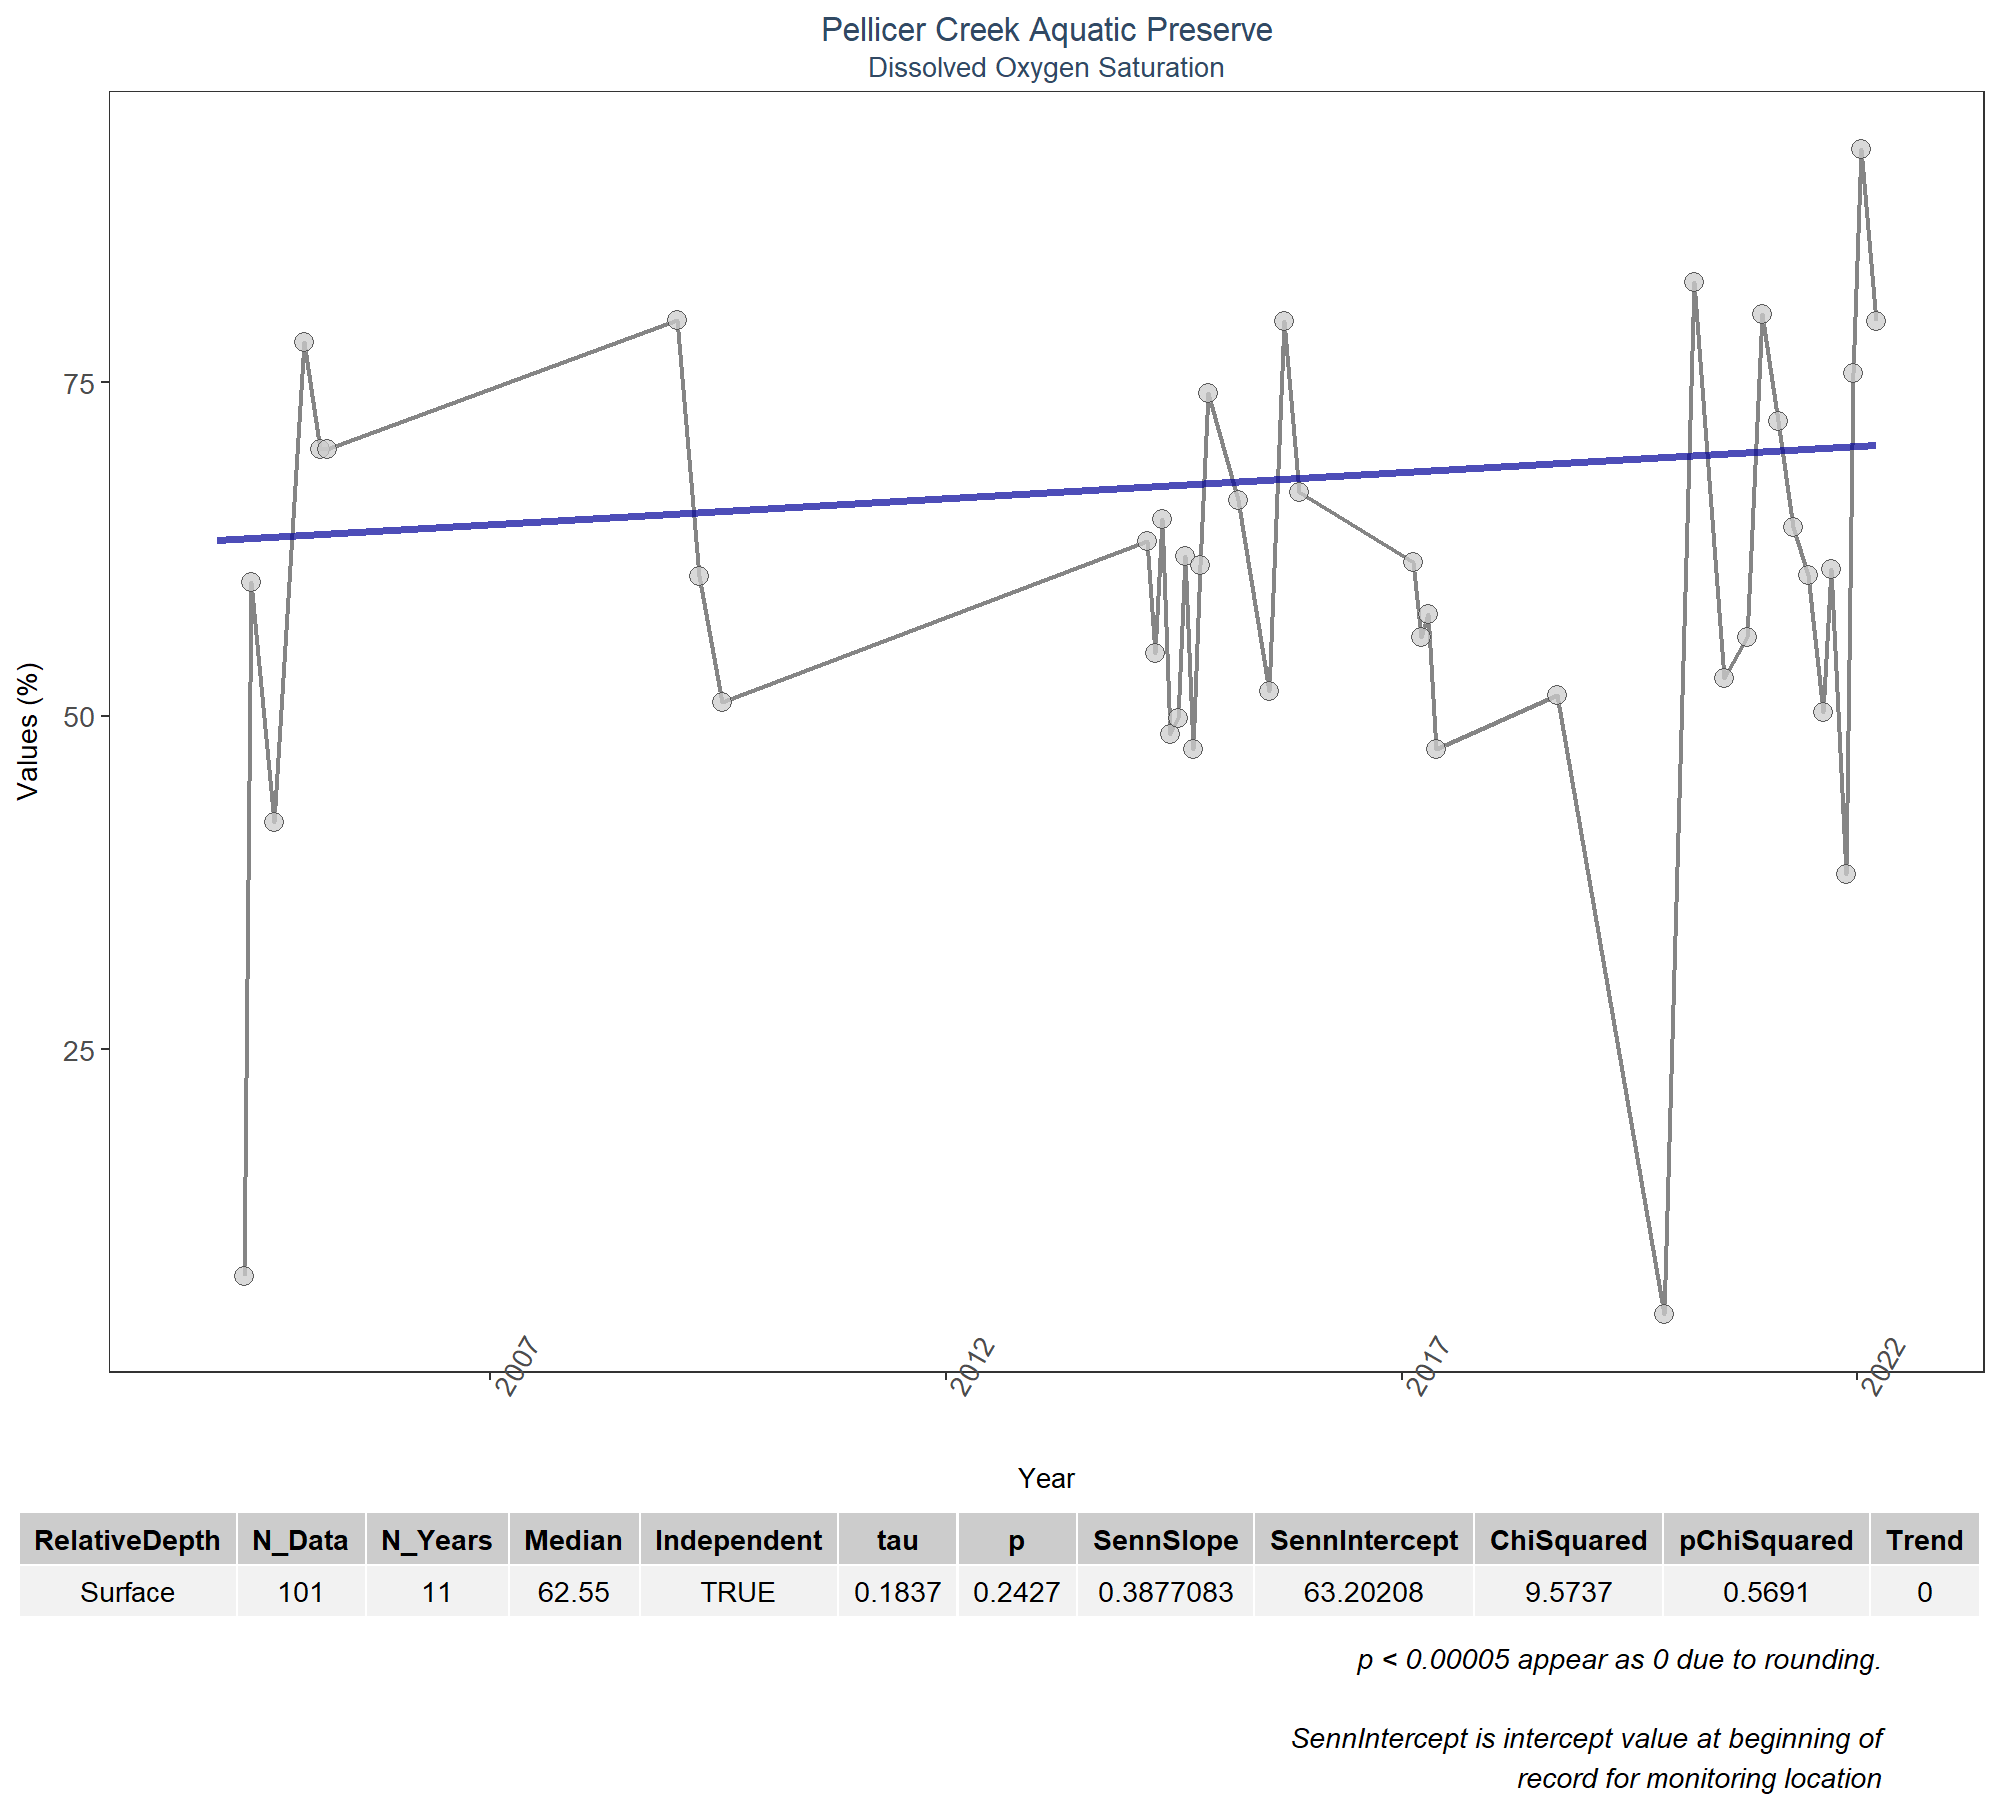 Pellicer Creek Aquatic Preserve
Dissolved Oxygen Saturation
Values (%)
75
50
25
2007
2012
2017
2022
Year
RelativeDepth N_Data N_Years Median Independent tau p SennSlope SennIntercept ChiSquared pChiSquared Trend
Surface 101 11 62.55 TRUE 0.1837 0.2427 0.3877083 63.20208 9.5737 0.5691 0
p < 0.00005 appear as 0 due to rounding.
SennIntercept is intercept value at beginning of
record for monitoring location